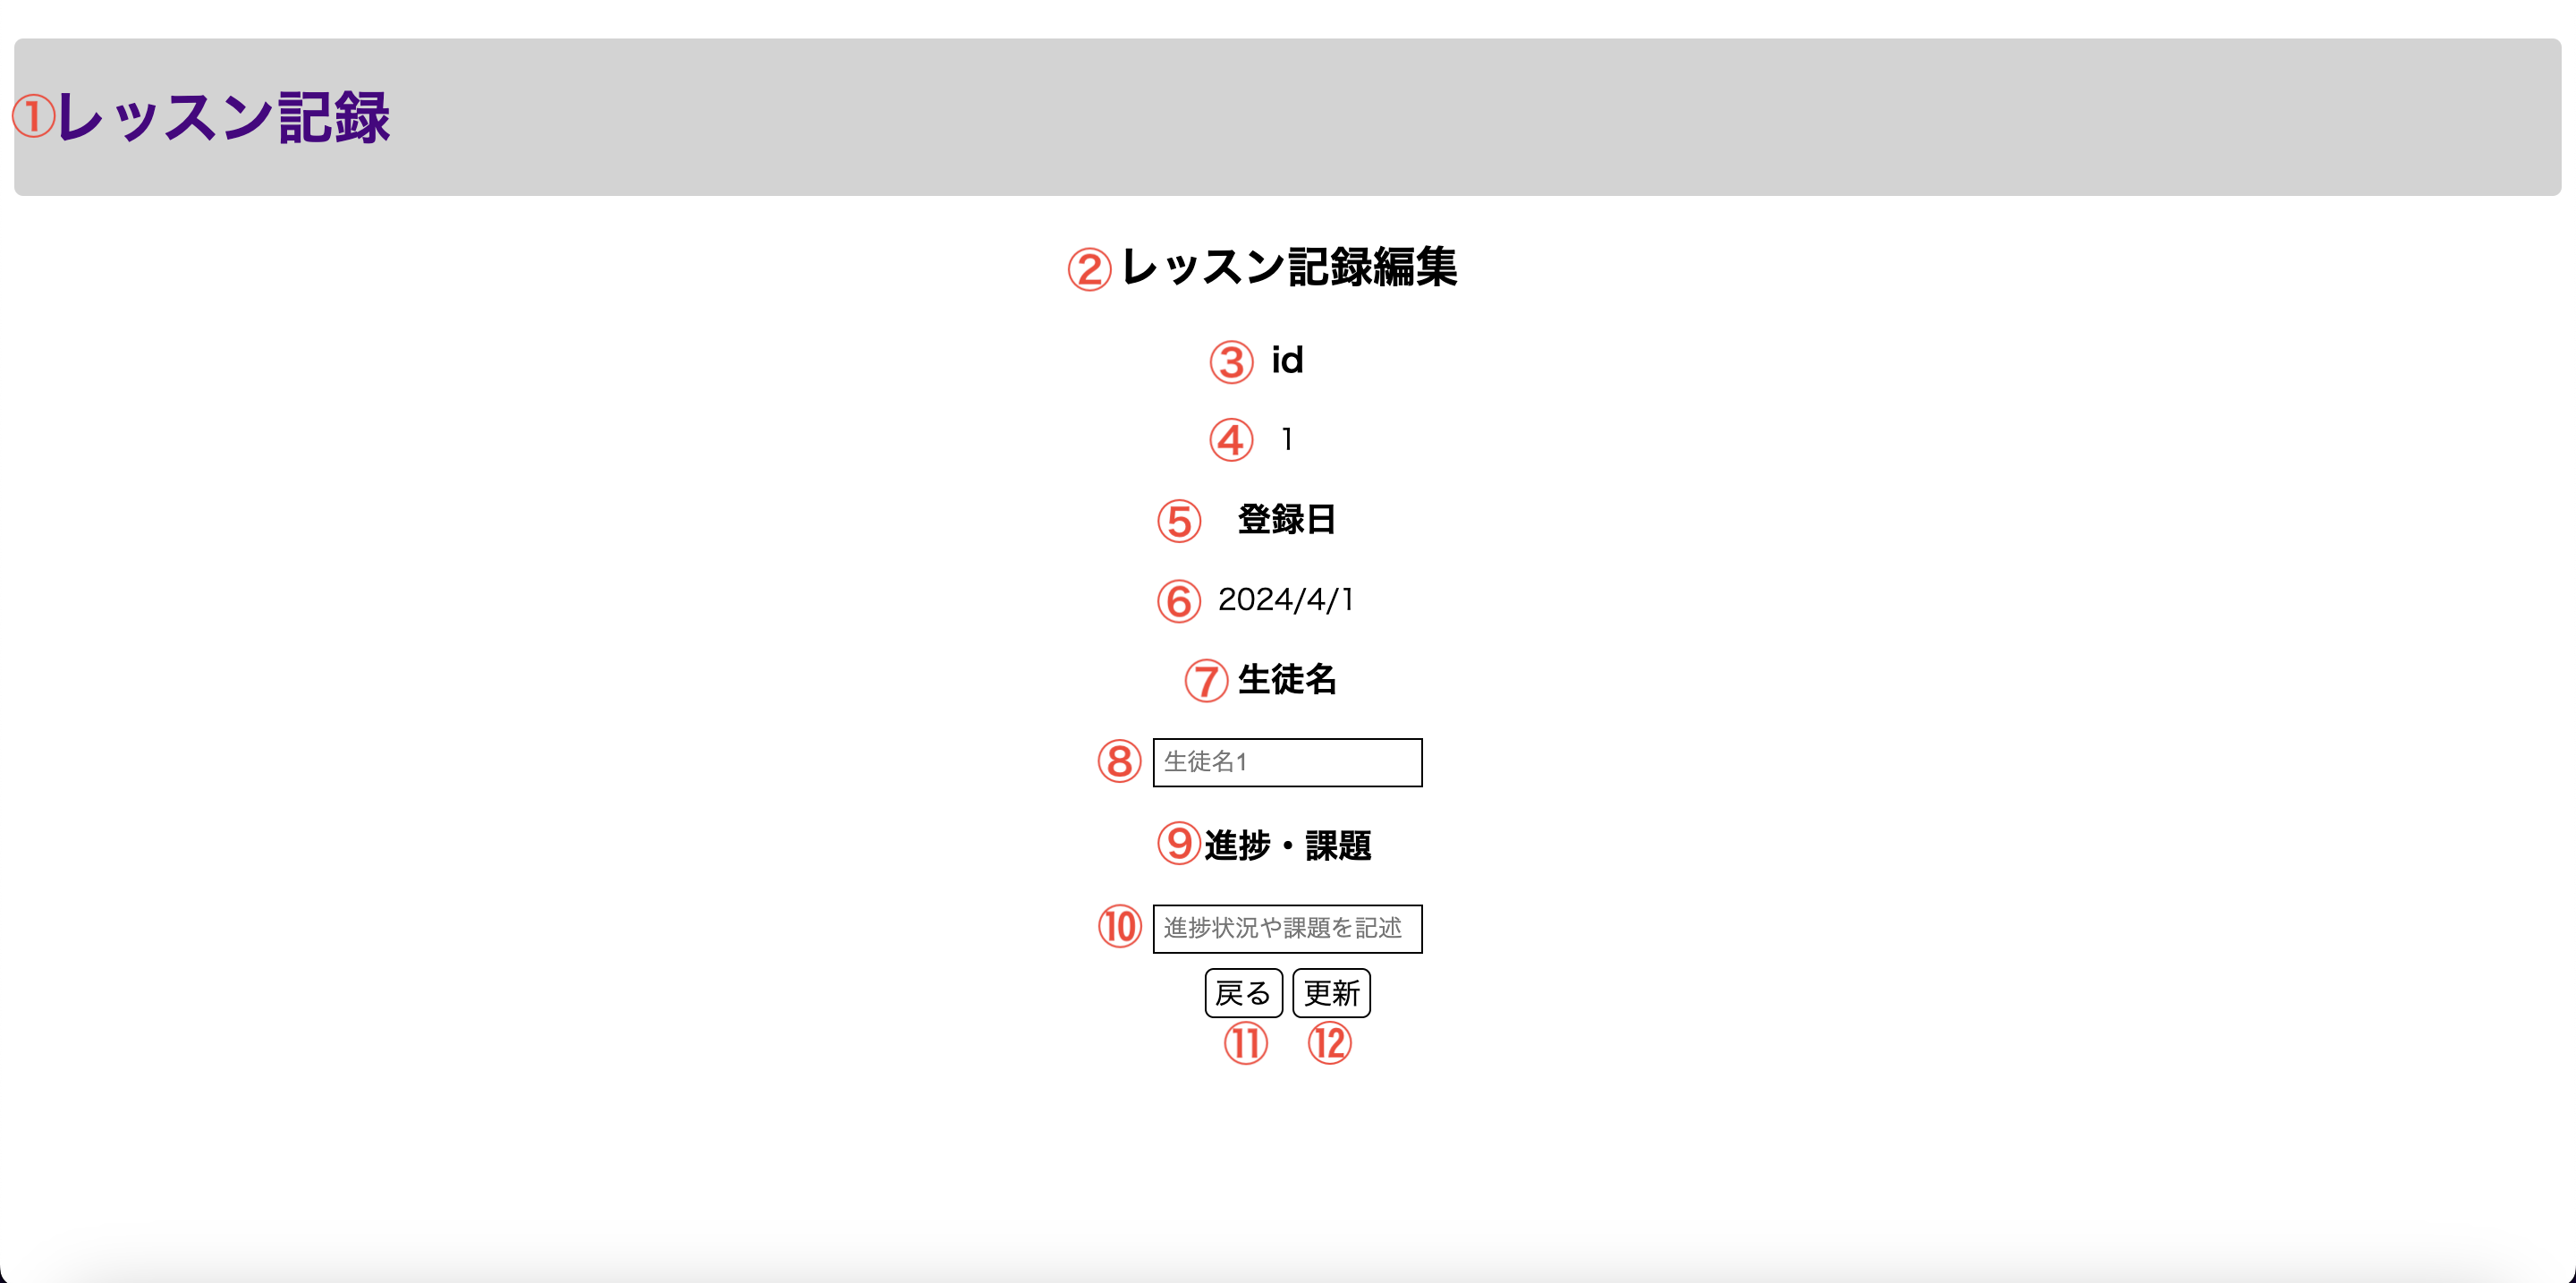 ①レッスン記録
②レッスン記録編集
③ id
④ 1
⑤ 登録日
⑥ 2024/4/1
⑦ 生徒名
⑧ 生徒名1
⑨進捗・課題
⑩ 進捗状況や課題を記述
戻る 更新
⑪ ⑫